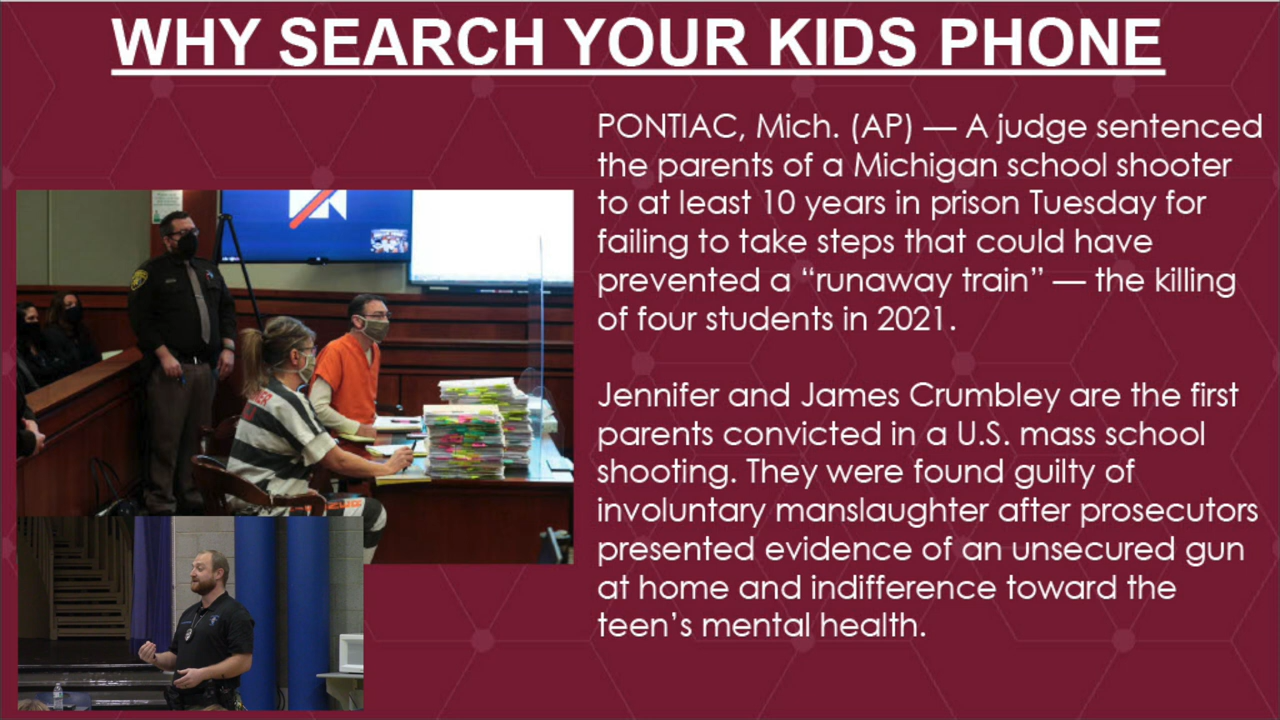 WHY SEARCH YOUR KIDS PHONE
PONTIAC, Mich. (AP) — A judge sentenced
the parents of a Michigan school shooter
to at least 10 years in prison Tuesday for
failing to take steps that could have
prevented a “runaway train” — the killing
of four students in 2021.
Jennifer and James Crumbley are the first
parents convicted in a U.S. mass school
shooting. They were found guilty of
involuntary manslaughter after prosecutors
presented evidence of an unsecured gun
at home and indifference toward the
teen’s mental health.